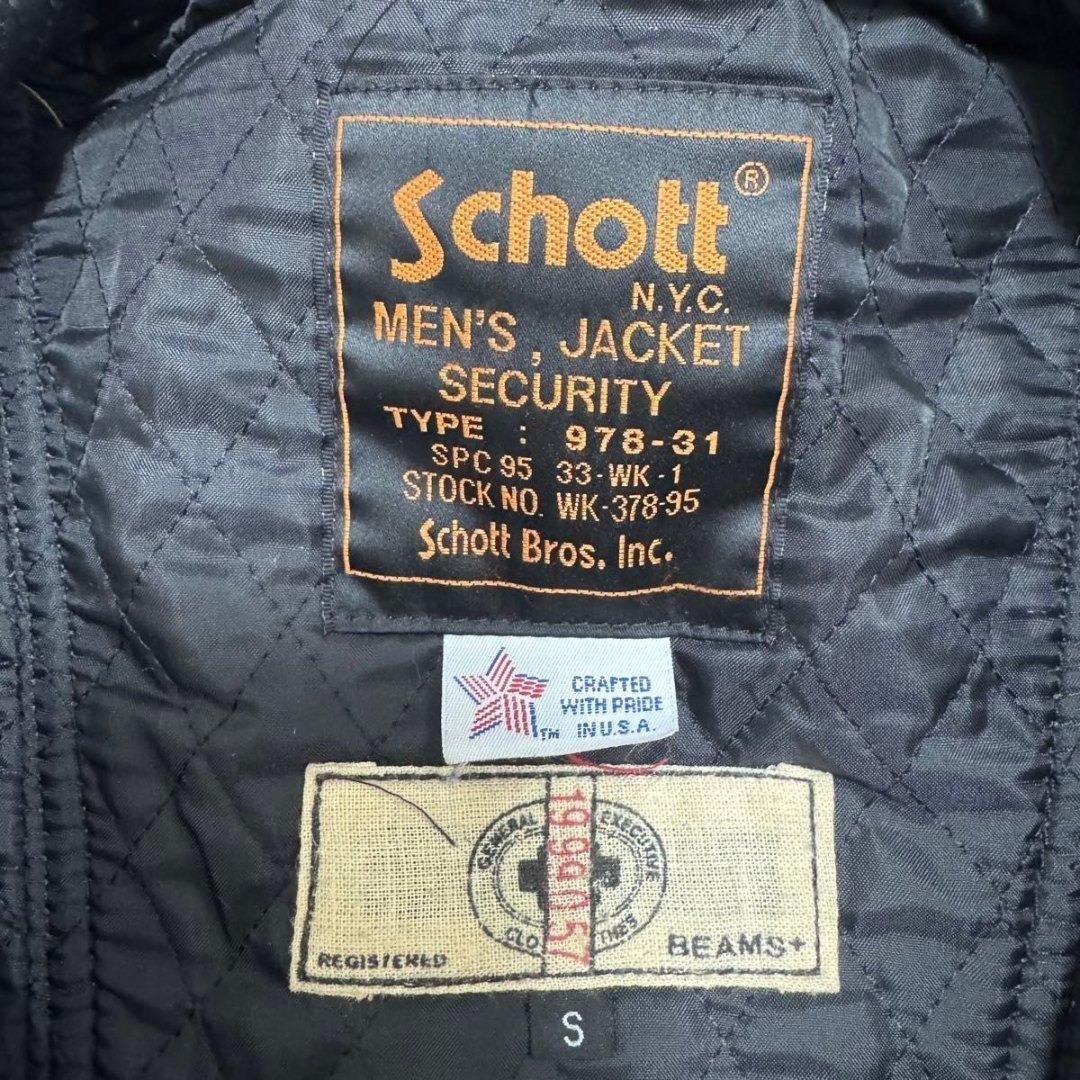 Schott®
N.Y.C.
MEN'S, JACKET
SECURITY
TYPE : 978-31
SPC 95 33-WK-1
STOCK NO. WK-378-95
Schott Bros. Inc.
CRAFTED
WITH PRIDE
TM IN U.S.A.
GENERAL EXECUTIVE
CLOTHES
REGISTERED
BEAMS+
S